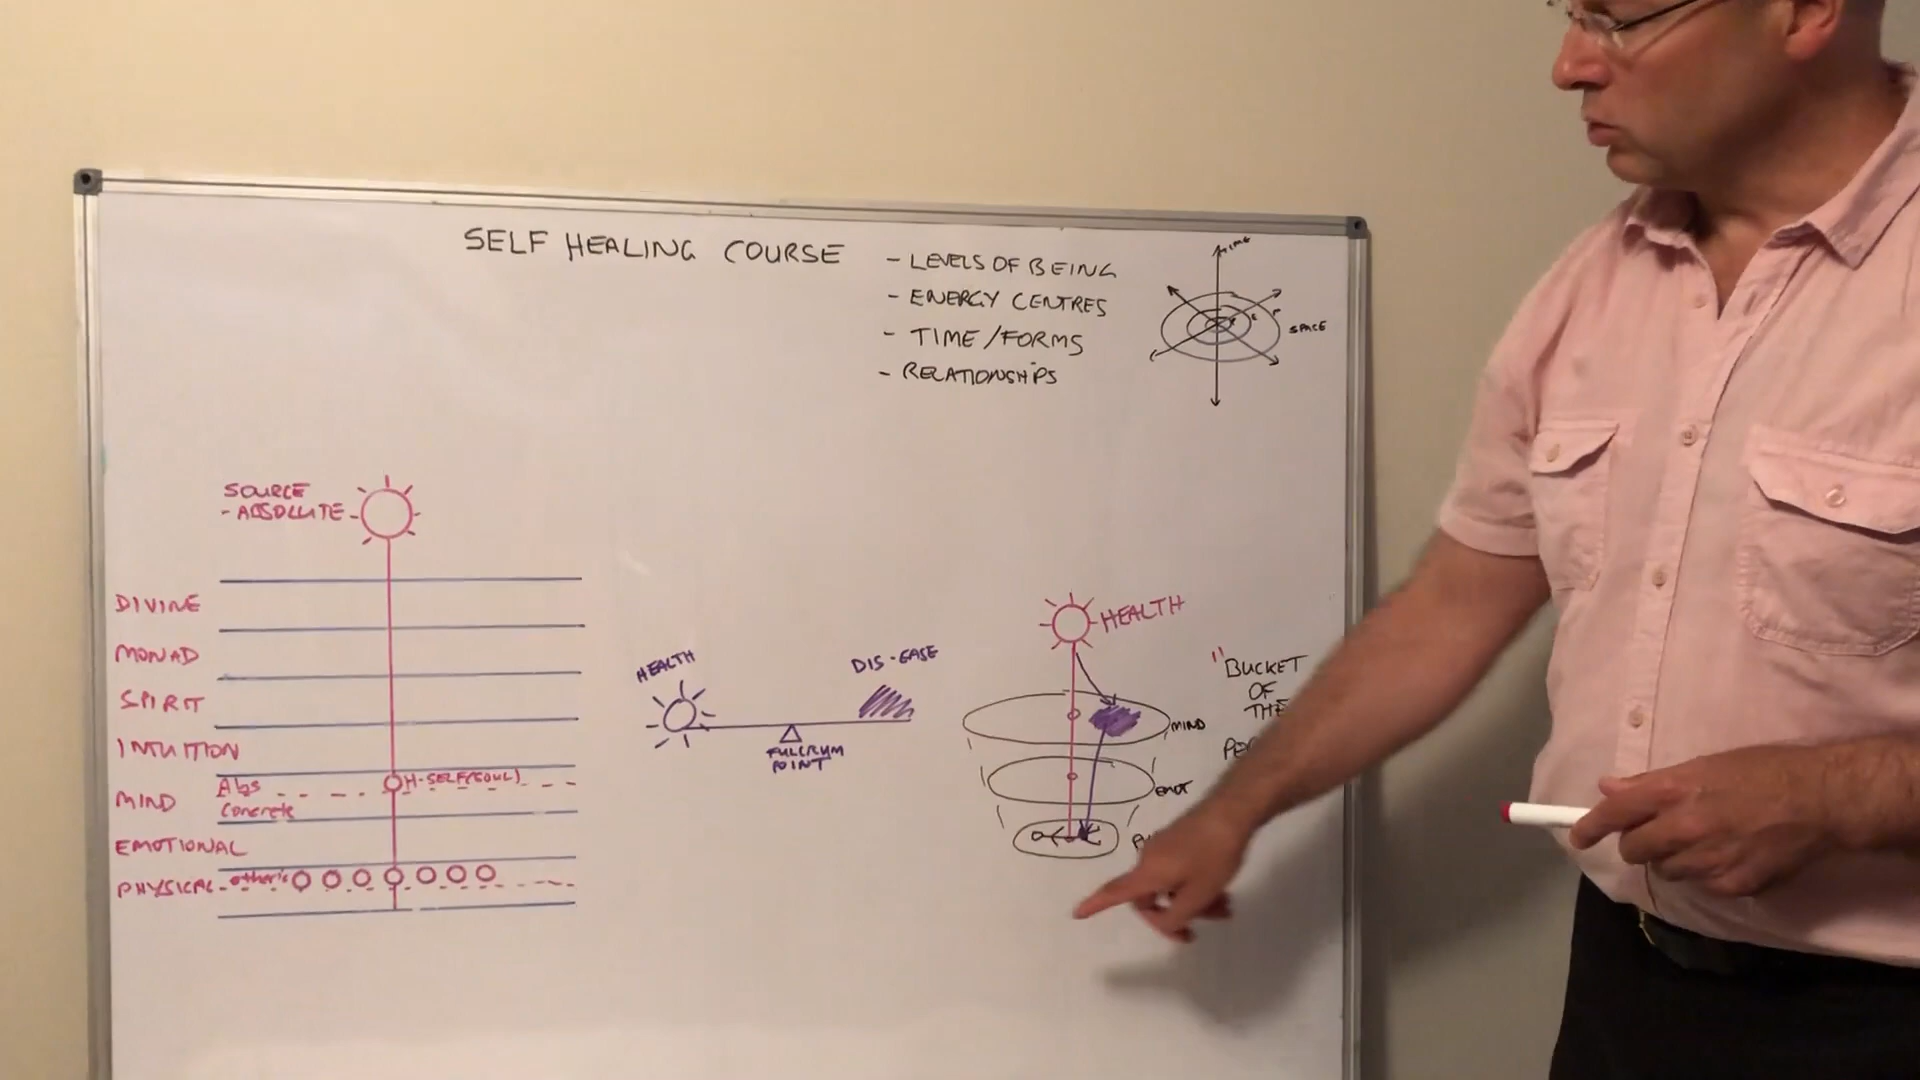 SELF HEALING COURSE
- LEVELS OF BEING
- ENERGY CENTRES
- TIME/FORMS
- RELATIONSHIPS
TIME
SPACE
SOURCE
- ABSOLUTE -
DIVINE
MONAD
SPIRIT
INTUITION
MIND
Abs
H-SELF(SOUL)
Concrete
EMOTIONAL
PHYSICAL
HEALTH
DIS-EASE
FULCRUM
POINT
HEALTH
MIND
EMOT
"BUCKET
OF
THE